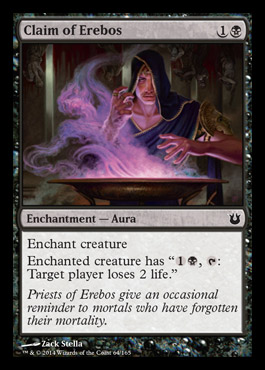 Claim of Erebos 1
Enchantment — Aura
Enchant creature
Enchanted creature has “1 , :
Target player loses 2 life.”
Priests of Erebos give an occasional
reminder to mortals who have forgotten
their mortality.
Zack Stella
™ & © 2014 Wizards of the Coast 64/165